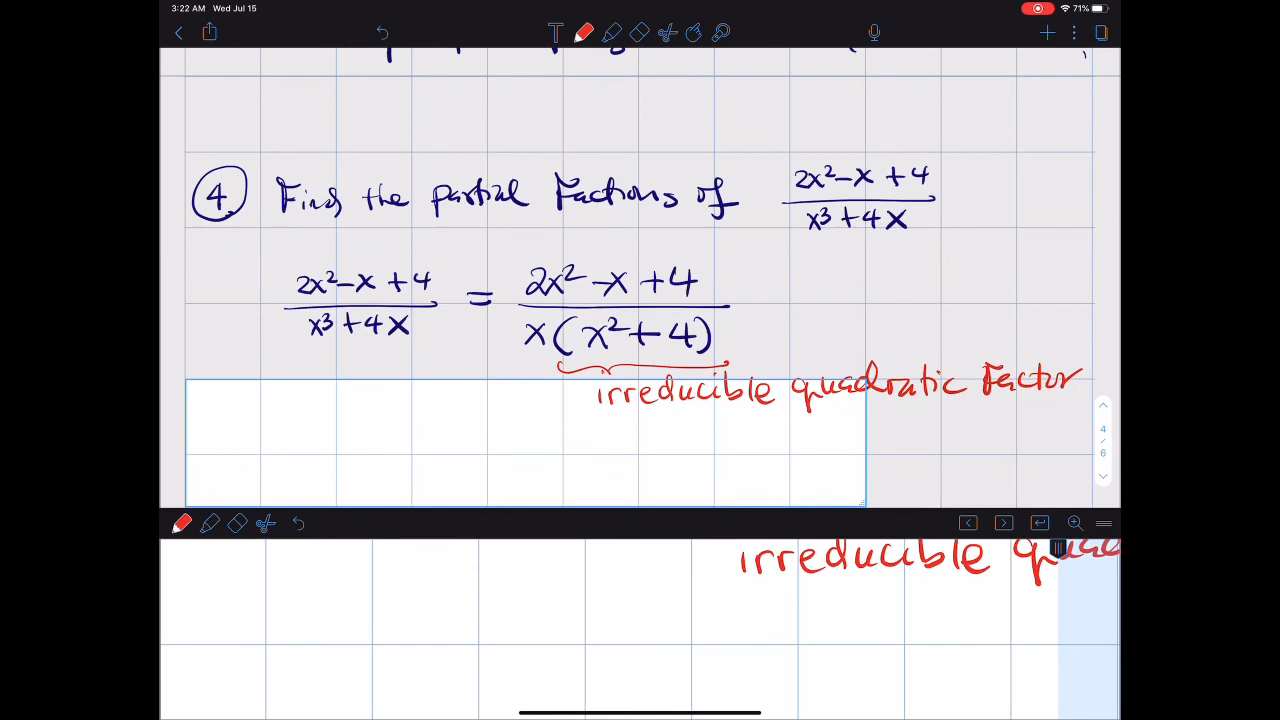 3:22 AM Wed Jul 15
71%
4. Find the partial Factions of (2x²-x+4)/(x³+4x)
(2x²-x+4)/(x³+4x) = (2x²-x+4)/(x(x²+4))
irreducible quadratic Factor
4
/
6
irreducible